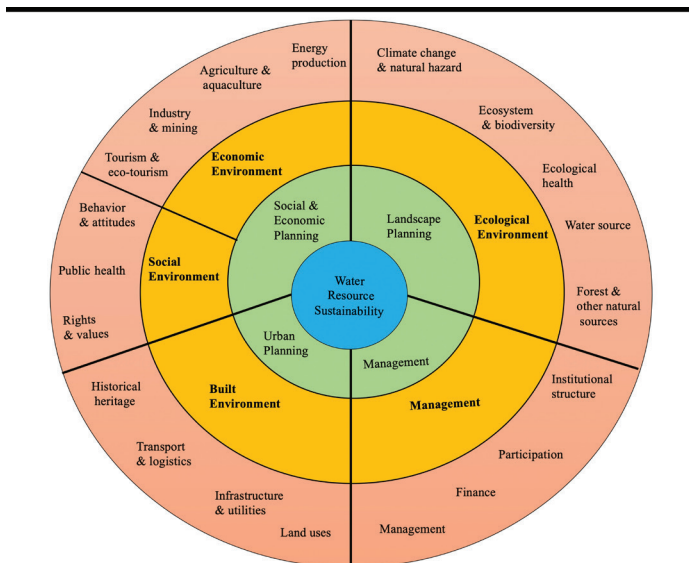 Energy
production
Climate change
& natural hazard
Agriculture &
aquaculture
Ecosystem
& biodiversity
Industry
& mining
Tourism &
eco-tourism
Economic
Environment
Ecological
health
Behavior
& attitudes
Social &
Economic
Planning
Landscape
Planning
Ecological
Environment
Water source
Public health
Social
Environment
Water
Resource
Sustainability
Forest &
other natural
sources
Rights
& values
Urban
Planning
Management
Historical
heritage
Built
Environment
Management
Institutional
structure
Transport
& logistics
Participation
Infrastructure
& utilities
Finance
Land uses
Management